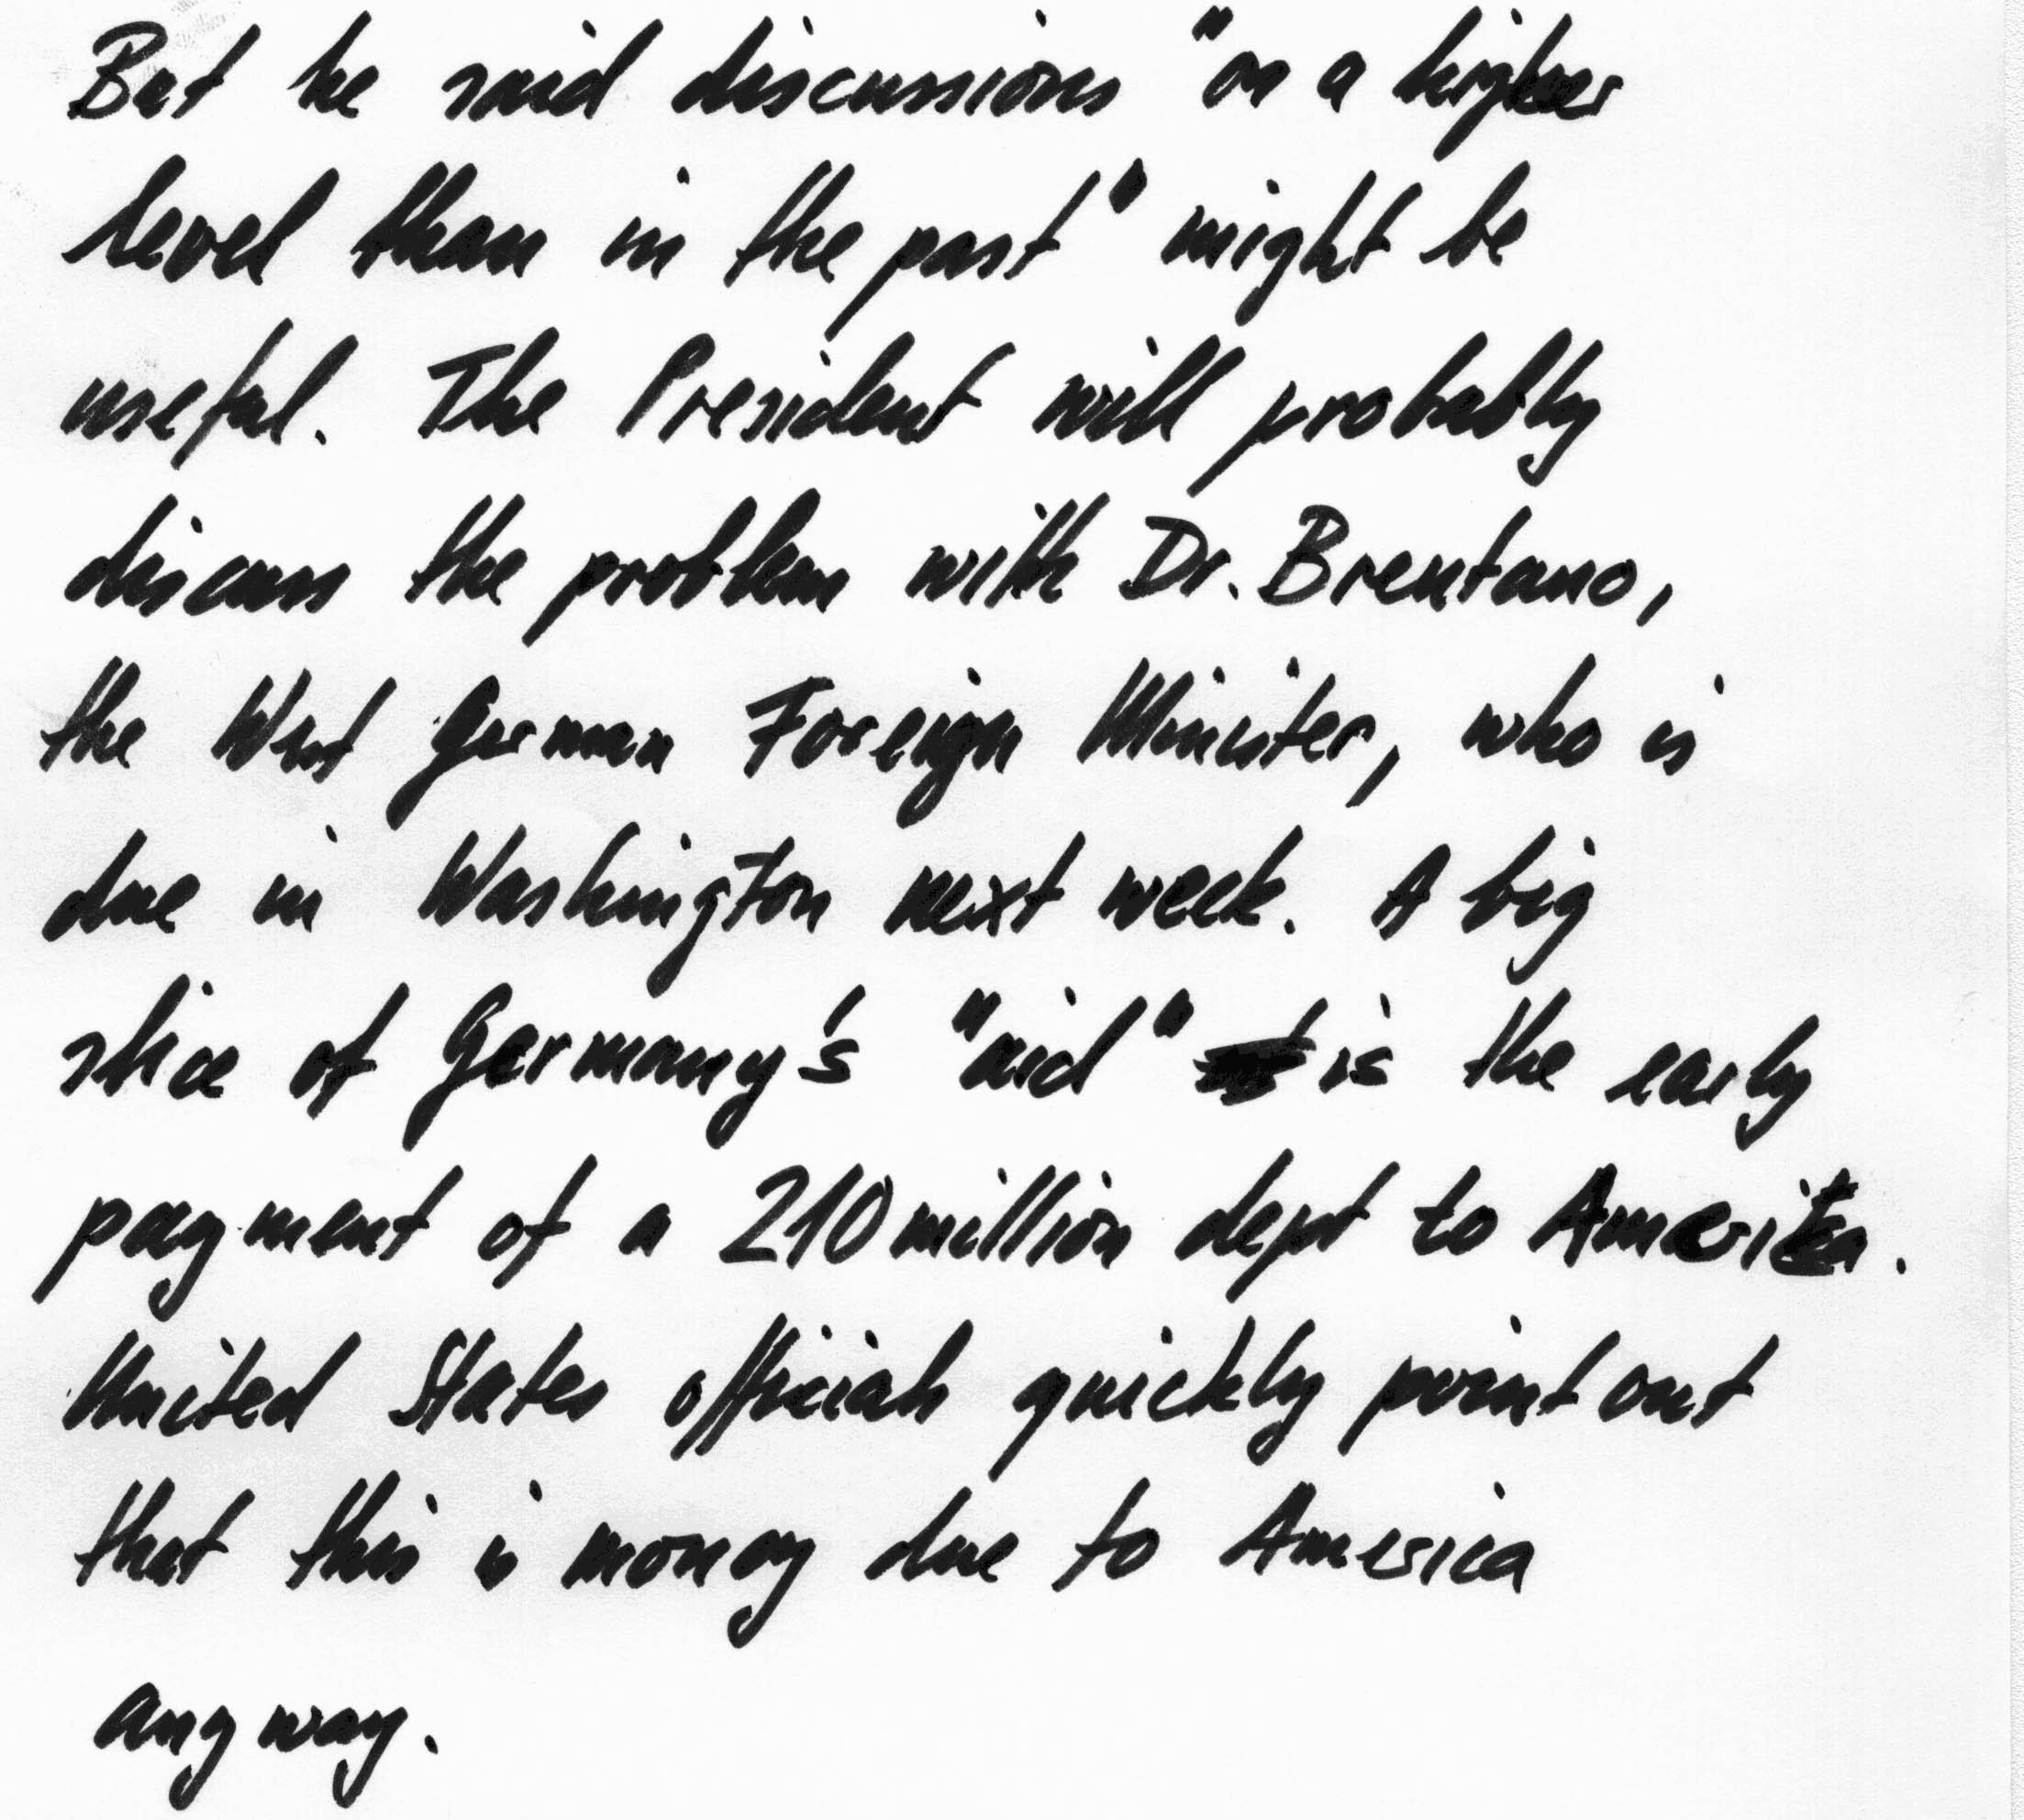 But he said discussions "on a higher
level than in the past" might be
useful. The President will probably
discuss the problem with Dr. Brentano,
the West German Foreign Minister, who is
due in Washington next week. A big
slice of Germany's "aid" is the early
payment of a 210 million dept to America.
United States officials quickly point out
that this is money due to America
anyway.